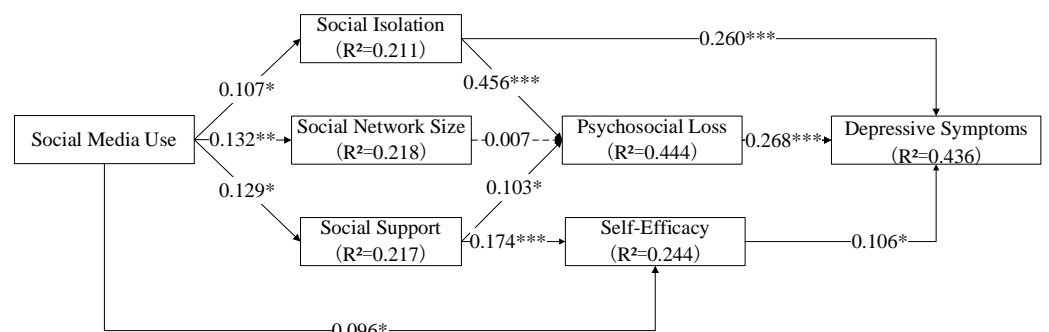 Social Isolation
（R²=0.211）
0.260***
0.107*
0.456***
Social Media Use
0.132**
Social Network Size
（R²=0.218）
-0.007
Psychosocial Loss
（R²=0.444）
0.268***
Depressive Symptoms
（R²=0.436）
0.129*
0.103*
Social Support
（R²=0.217）
0.174***
Self-Efficacy
（R²=0.244）
0.106*
0.096*